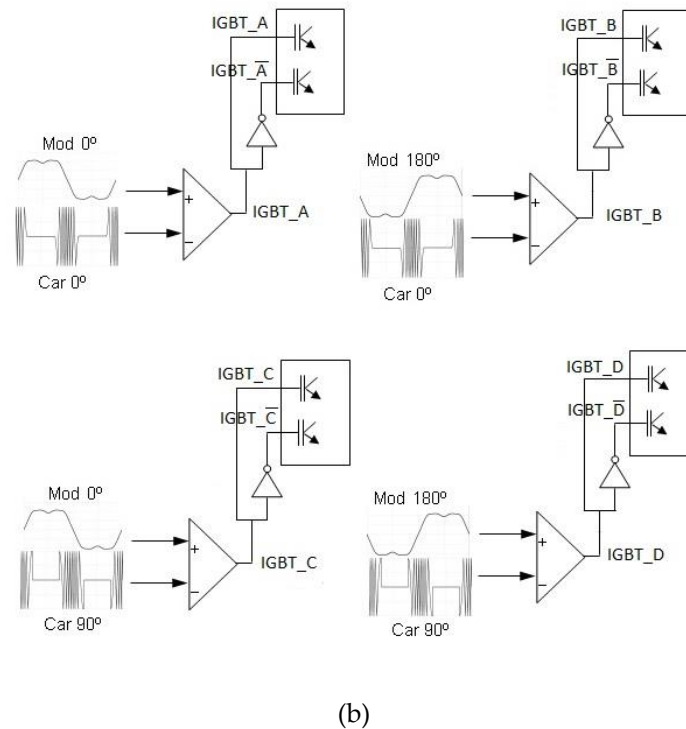 IGBT_A
IGBT_A̅
Mod 0º
+
−
IGBT_A
Car 0º
IGBT_B
IGBT_B̅
Mod 180º
+
−
IGBT_B
Car 0º
IGBT_C
IGBT_C̅
Mod 0º
+
−
IGBT_C
Car 90º
IGBT_D
IGBT_D̅
Mod 180º
+
−
IGBT_D
Car 90º
(b)